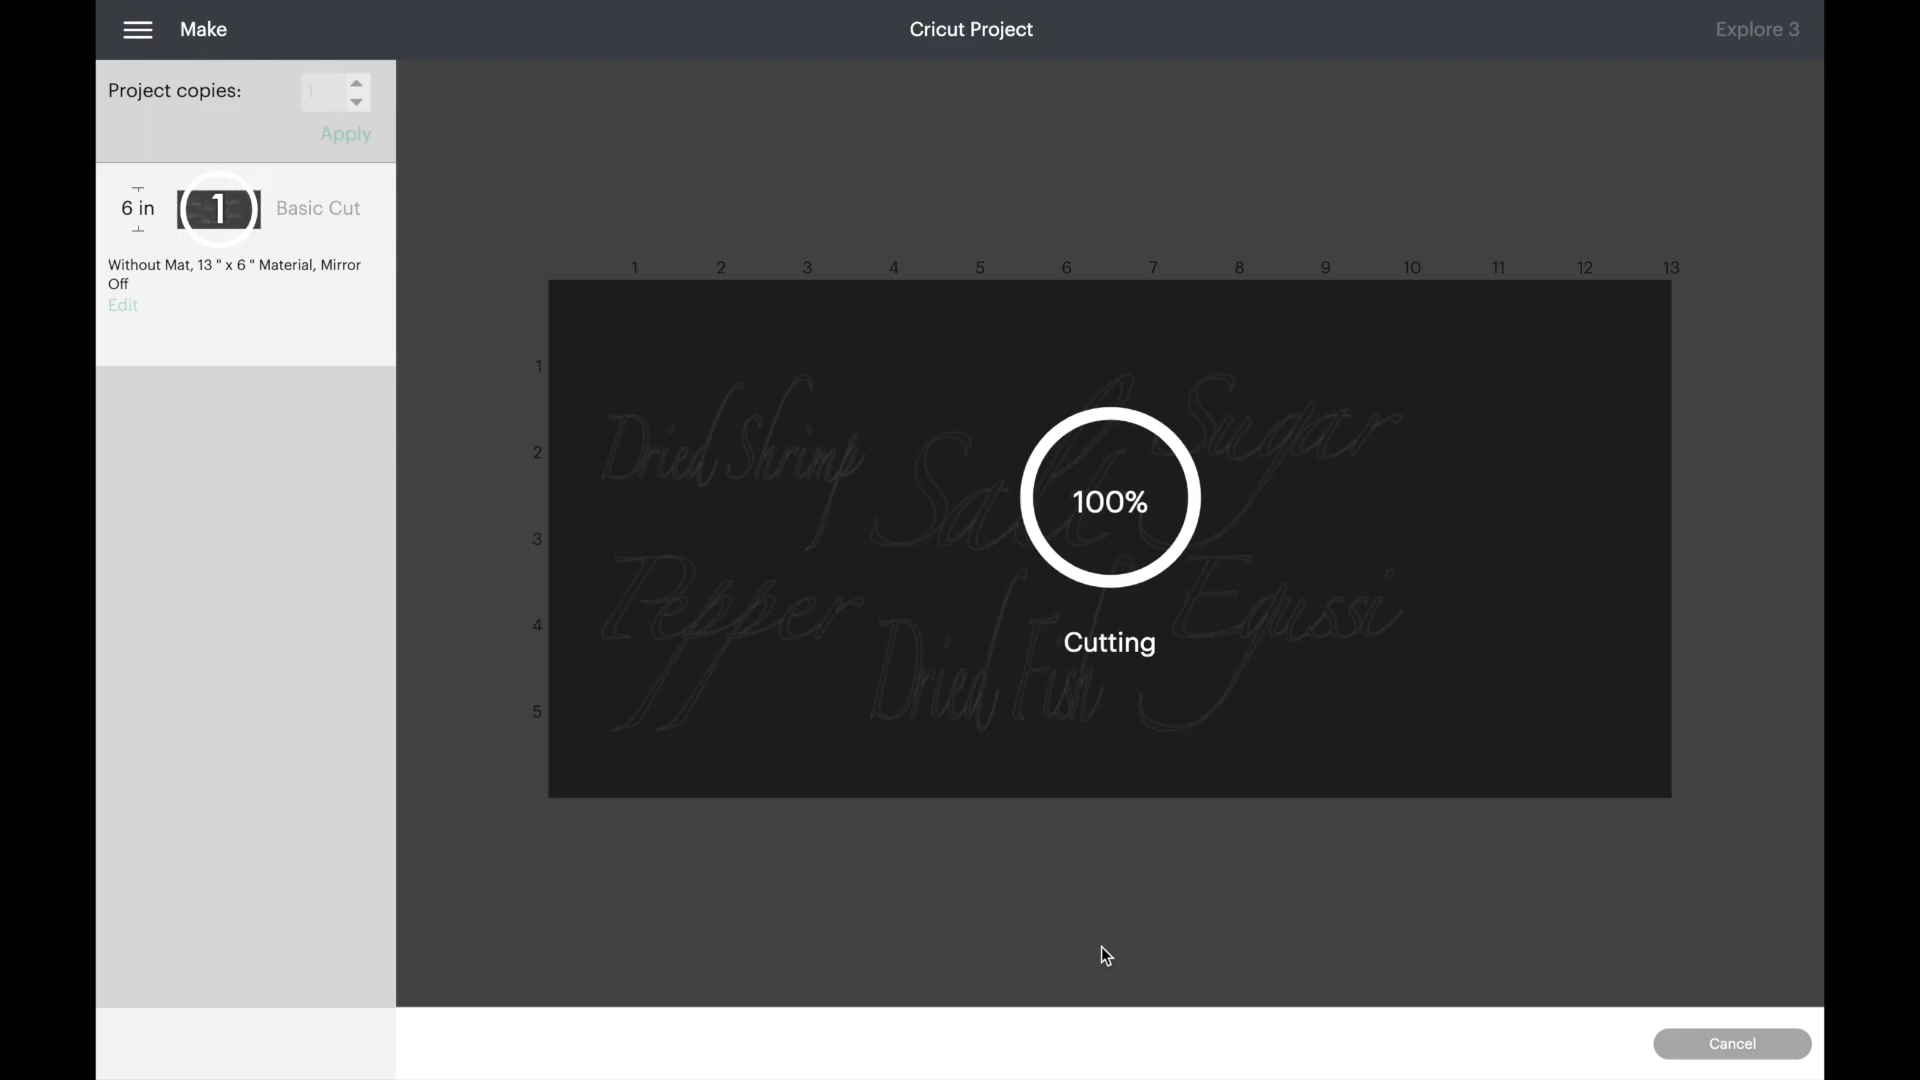 Make
Cricut Project
Explore 3
Project copies:
1
Apply
6 in
1
Basic Cut
Without Mat, 13 " x 6 " Material, Mirror
Off
Edit
1 2 3 4 5 6 7 8 9 10 11 12 13
1
2
3
4
5
Dried Shrimp
Salt
Sugar
Pepper
Dried Fish
Egussi
100%
Cutting
Cancel